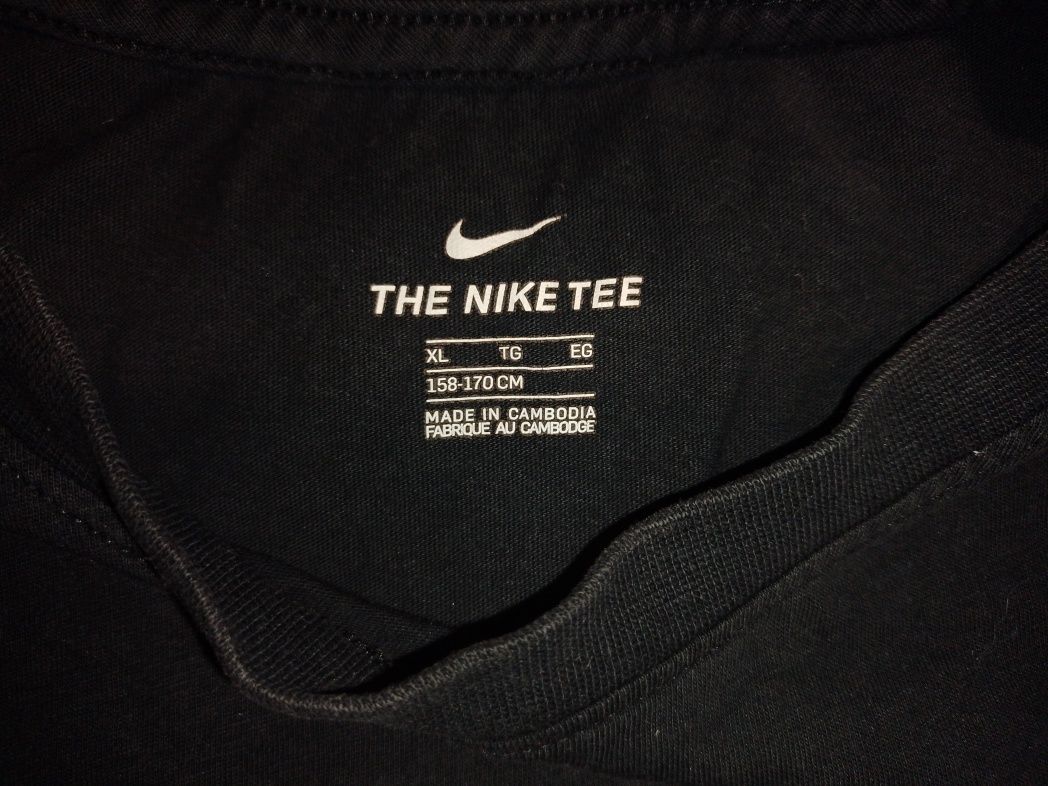 THE NIKE TEE
XL TG EG
158-170 CM
MADE IN CAMBODIA
FABRIQUE AU CAMBODGE